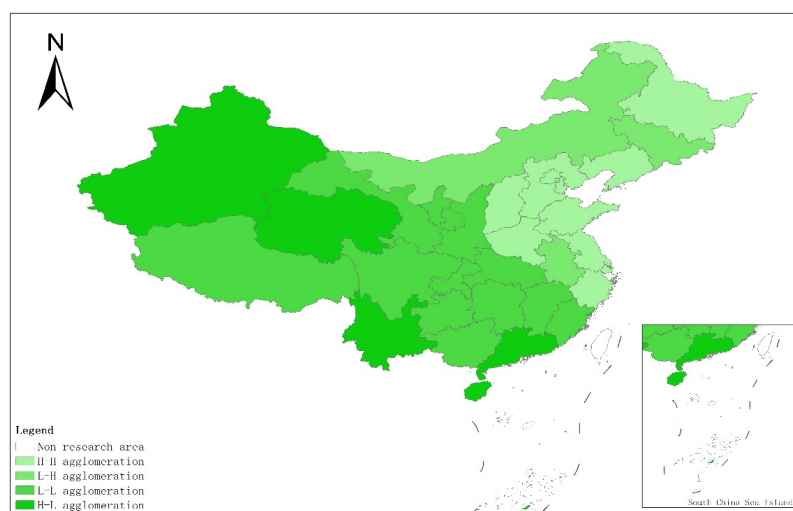 N
Legend
Non research area
H-H agglomeration
L-H agglomeration
L-L agglomeration
H-L agglomeration
South China Sea Island